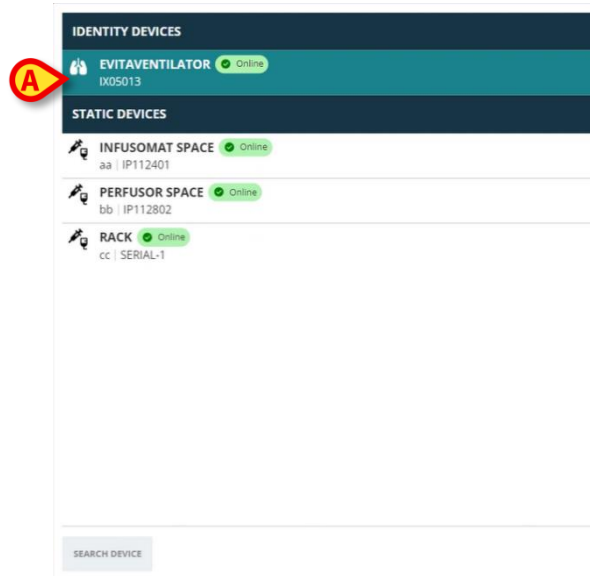 IDENTITY DEVICES
A
EVITAVENTILATOR Online
IX05013
STATIC DEVICES
INFUSOMAT SPACE Online
aa | IP112401
PERFUSOR SPACE Online
bb | IP112802
RACK Online
cc | SERIAL-1
SEARCH DEVICE